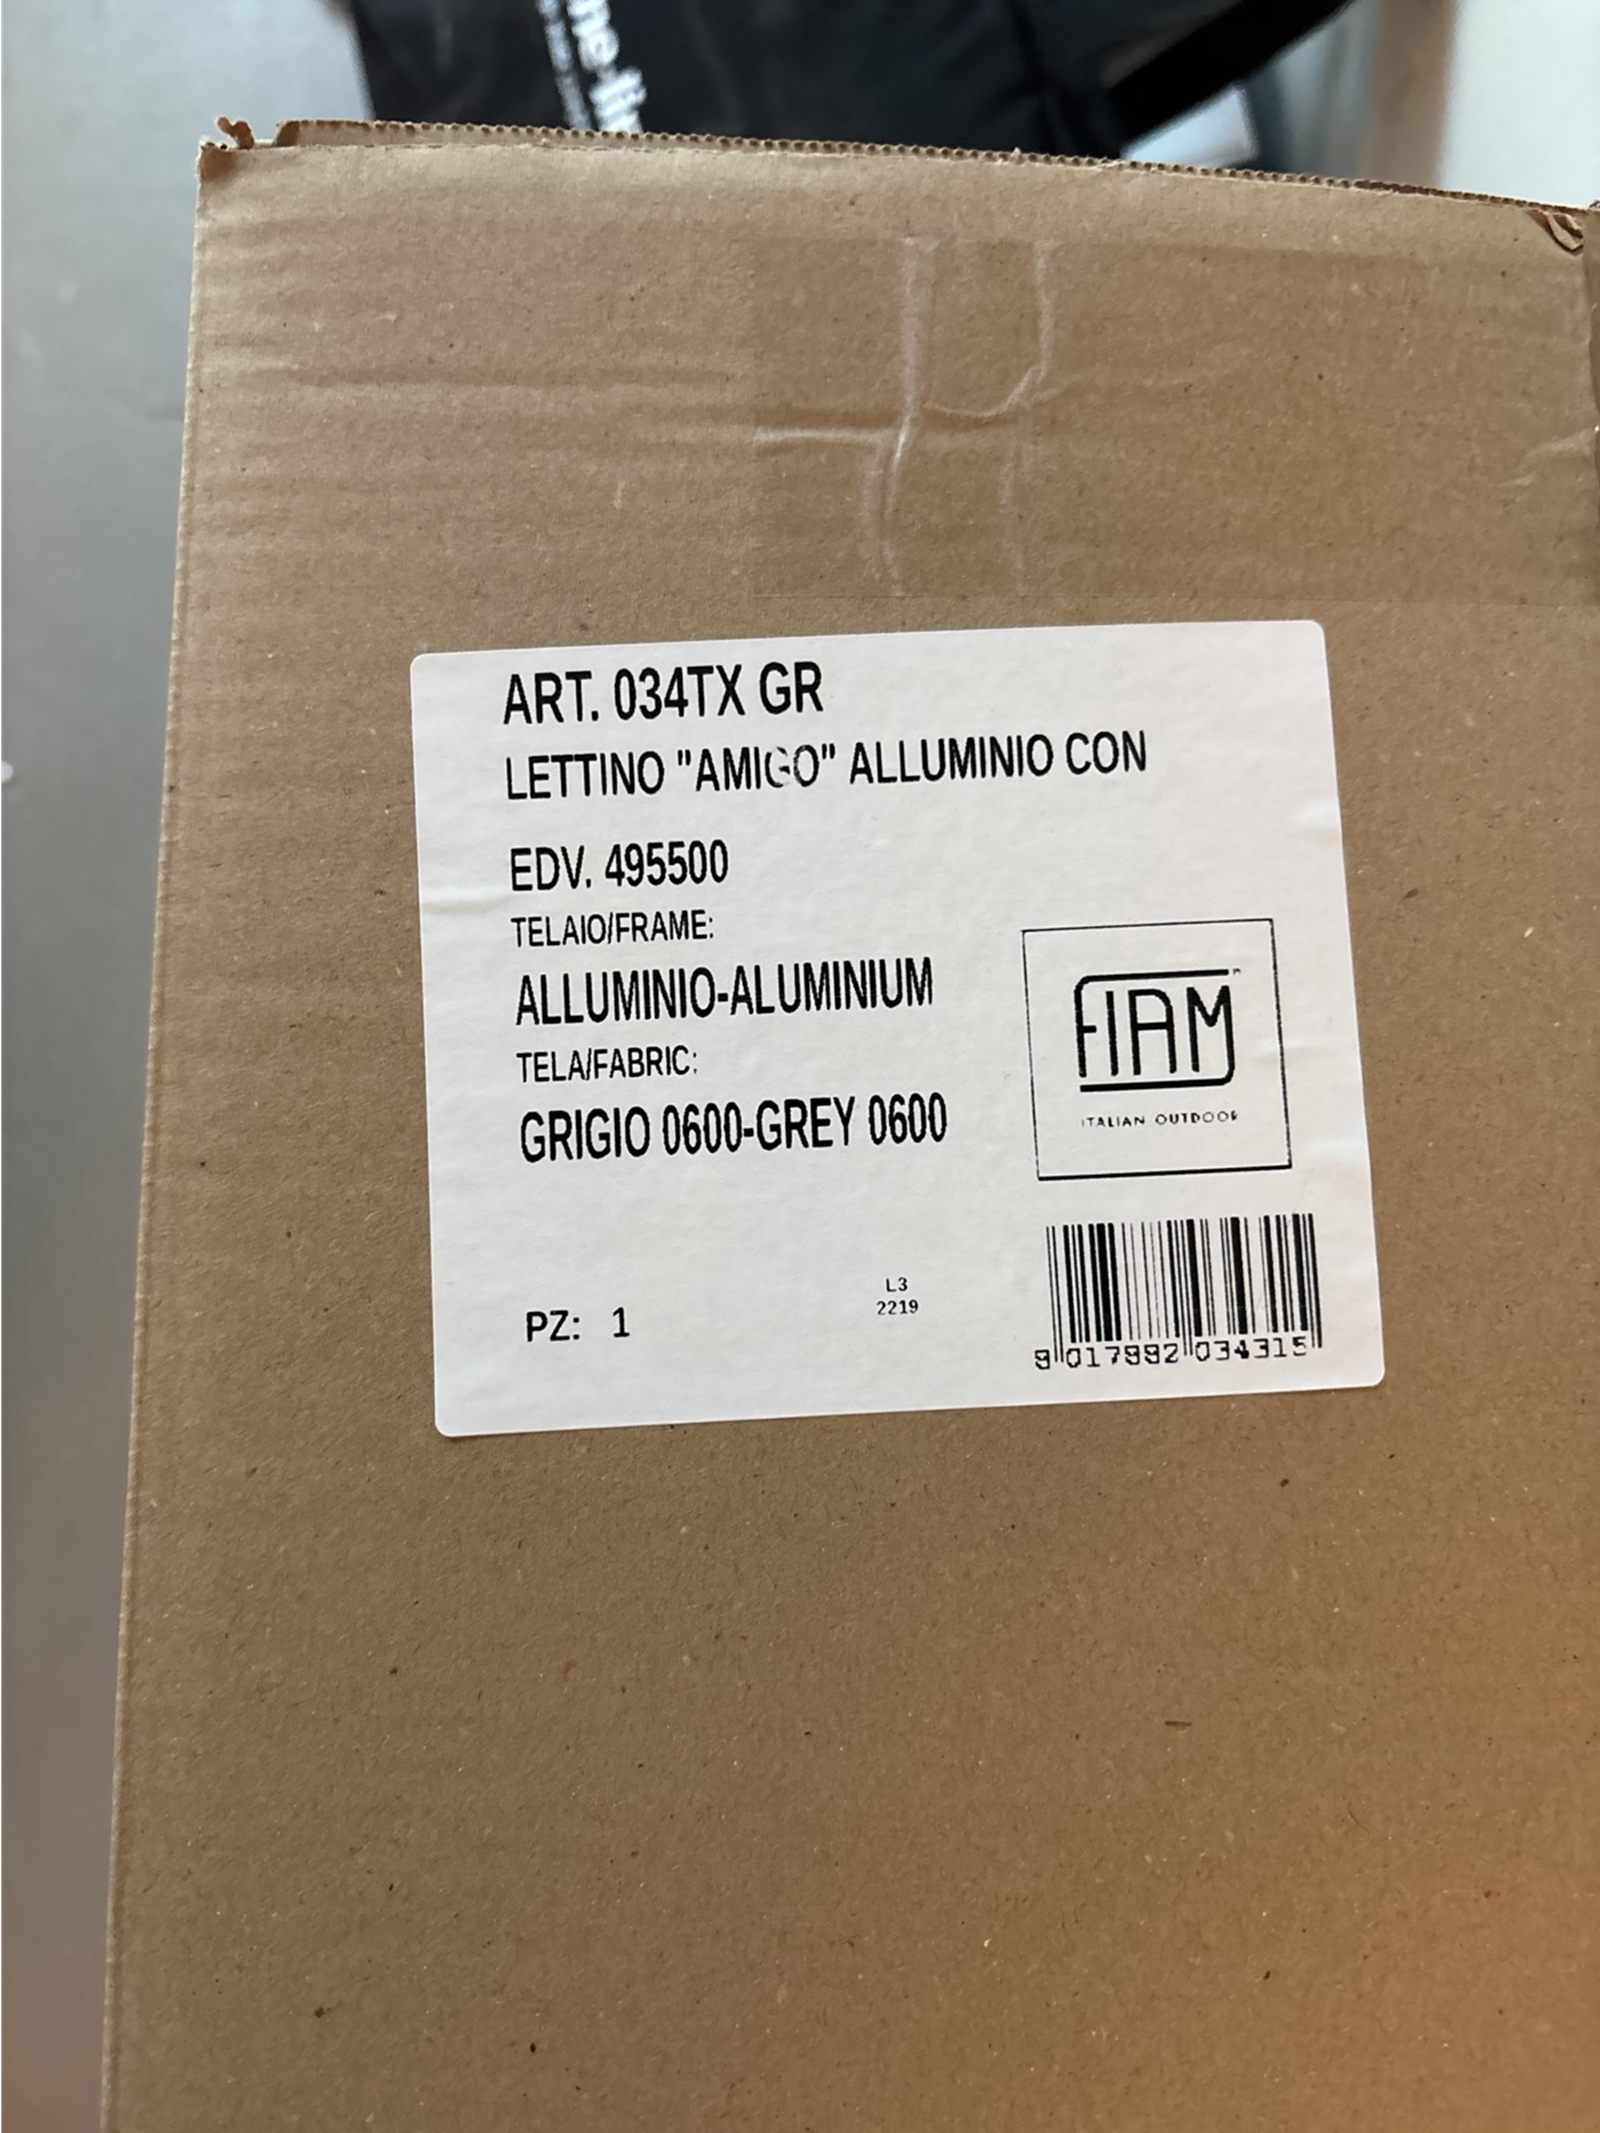 ART. 034TX GR
LETTINO "AMIGO" ALLUMINIO CON
EDV. 495500
TELAIO/FRAME:
ALLUMINIO-ALUMINIUM
TELA/FABRIC:
GRIGIO 0600-GREY 0600
FIAM
ITALIAN OUTDOOR
PZ: 1
L3
2219
8 017882 034315